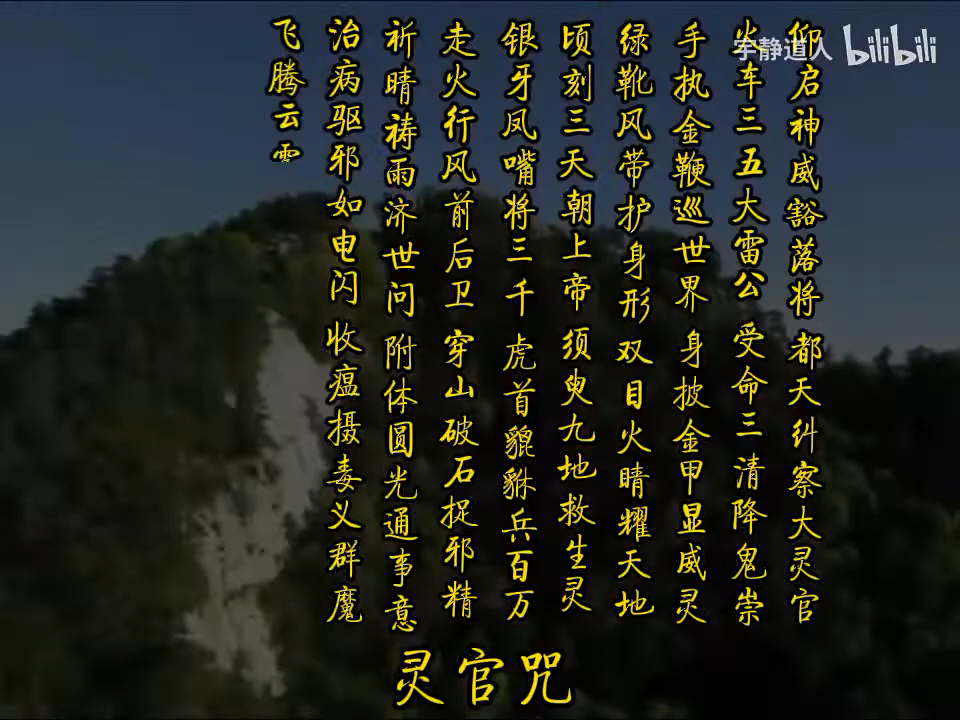 仰启神威豁落将 都天纠察大灵官
火车三五大雷公 受命三清降鬼祟
手执金鞭巡世界 身披金甲显威灵
绿靴风带护身形 双目火睛耀天地
顷刻三天朝上帝 须臾九地救生灵
银牙凤嘴将三千 虎首貔貅兵百万
走火行风前后卫 穿山破石捉邪精
祈晴祷雨济世问 附体圆光通事意
治病驱邪如电闪 收瘟摄毒义群魔
飞腾云雾
灵官咒
宇静道人 bilibili